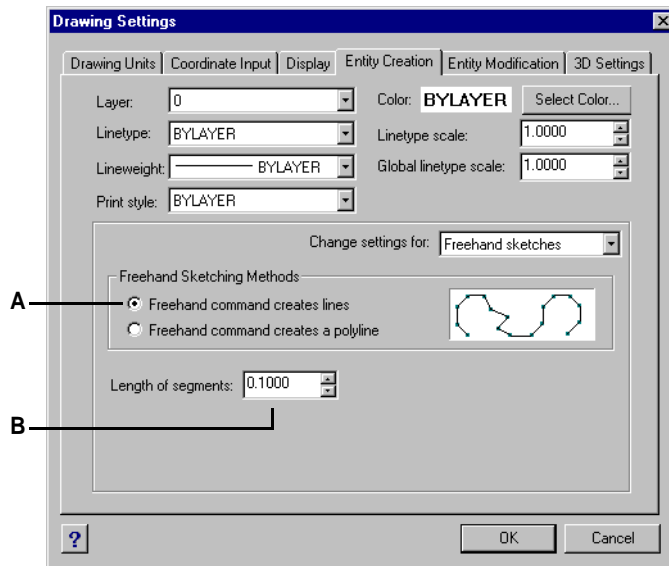 Drawing Settings
Drawing Units Coordinate Input Display Entity Creation Entity Modification 3D Settings
Layer: 0 Color: BYLAYER Select Color...
Linetype: BYLAYER Linetype scale: 1.0000
Lineweight: BYLAYER Global linetype scale: 1.0000
Print style: BYLAYER
Change settings for: Freehand sketches
Freehand Sketching Methods
A Freehand command creates lines
Freehand command creates a polyline
Length of segments: 0.1000
B
? OK Cancel